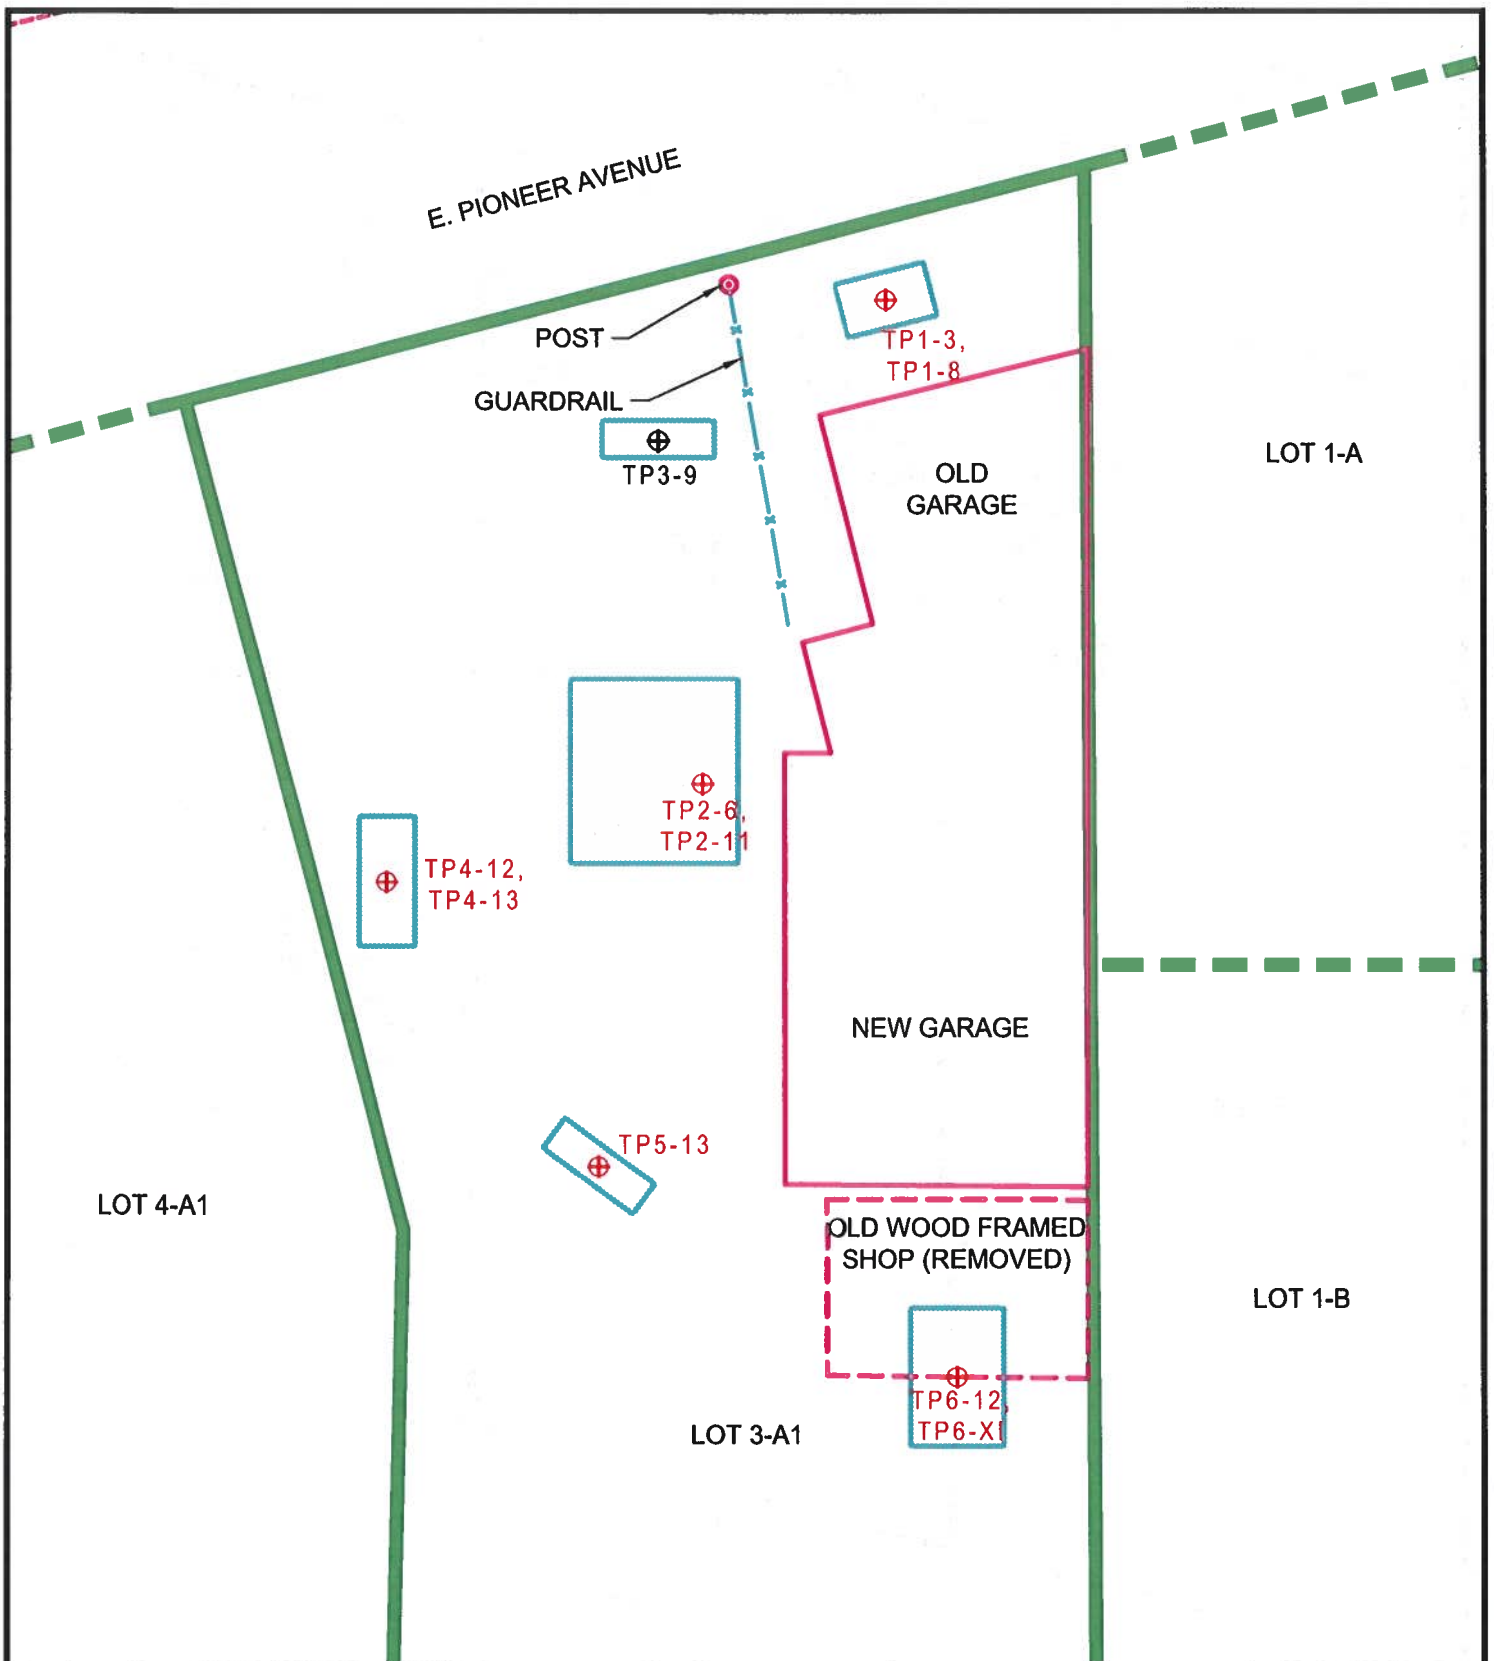 E. PIONEER AVENUE
POST
TP1-3,
TP1-8
GUARDRAIL
TP3-9
OLD
GARAGE
LOT 1-A
TP2-6,
TP2-11
TP4-12,
TP4-13
NEW GARAGE
TP5-13
LOT 4-A1
OLD WOOD FRAMED
SHOP (REMOVED)
LOT 1-B
TP6-12,
LOT 3-A1